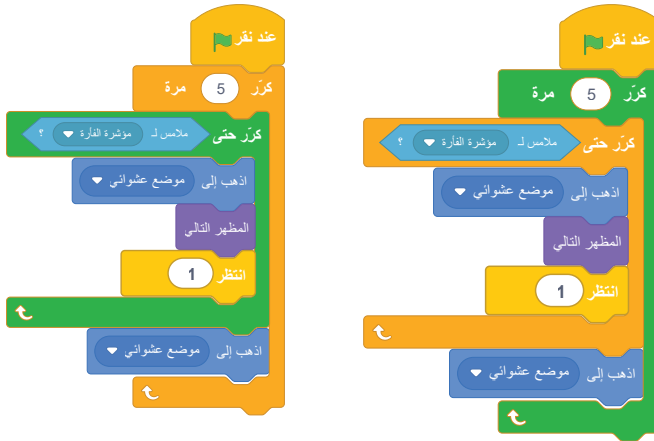 عند نقر
كرّر 5 مرة
كرّر حتى ملامس لـ مؤشرة الفأرة ؟
اذهب إلى موضع عشوائي
المظهر التالي
انتظر 1
اذهب إلى موضع عشوائي
عند نقر
كرّر 5 مرة
كرّر حتى ملامس لـ مؤشرة الفأرة ؟
اذهب إلى موضع عشوائي
المظهر التالي
انتظر 1
اذهب إلى موضع عشوائي